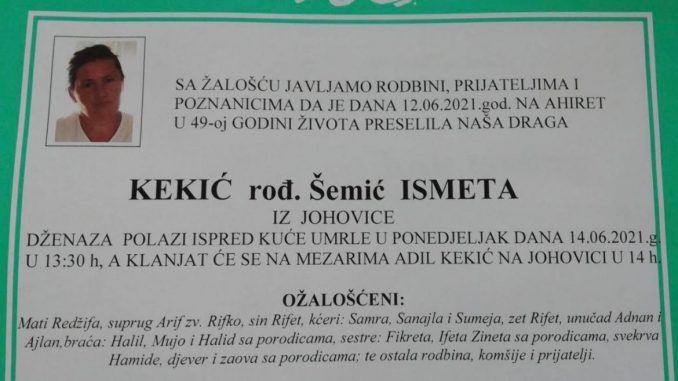 SA ŽALOŠĆU JAVLJAMO RODBINI, PRIJATELJIMA I
POZNANICIMA DA JE DANA 12.06.2021.god. NA AHIRET
U 49-oj GODINI ŽIVOTA PRESELILA NAŠA DRAGA
KEKIĆ rođ. Šemić ISMETA
IZ JOHOVICE
DŽENAZA POLAZI ISPRED KUĆE UMRLE U PONEDJELJAK DANA 14.06.2021.g.
U 13:30 h, A KLANJAT ĆE SE NA MEZARIMA ADIL KEKIĆ NA JOHOVICI U 14 h.
OŽALOŠĆENI:
Mati Redžifa, suprug Arif zv. Rifko, sin Rifet, kćeri: Samra, Sanajla i Sumeja, zet Rifet, unučad Adnan i
Ajlan,braća: Halil, Mujo i Halid sa porodicama, sestre: Fikreta, Ifeta Zineta sa porodicama, svekrva
Hamide, djever i zaova sa porodicama; te ostala rodbina, komšije i prijatelji.